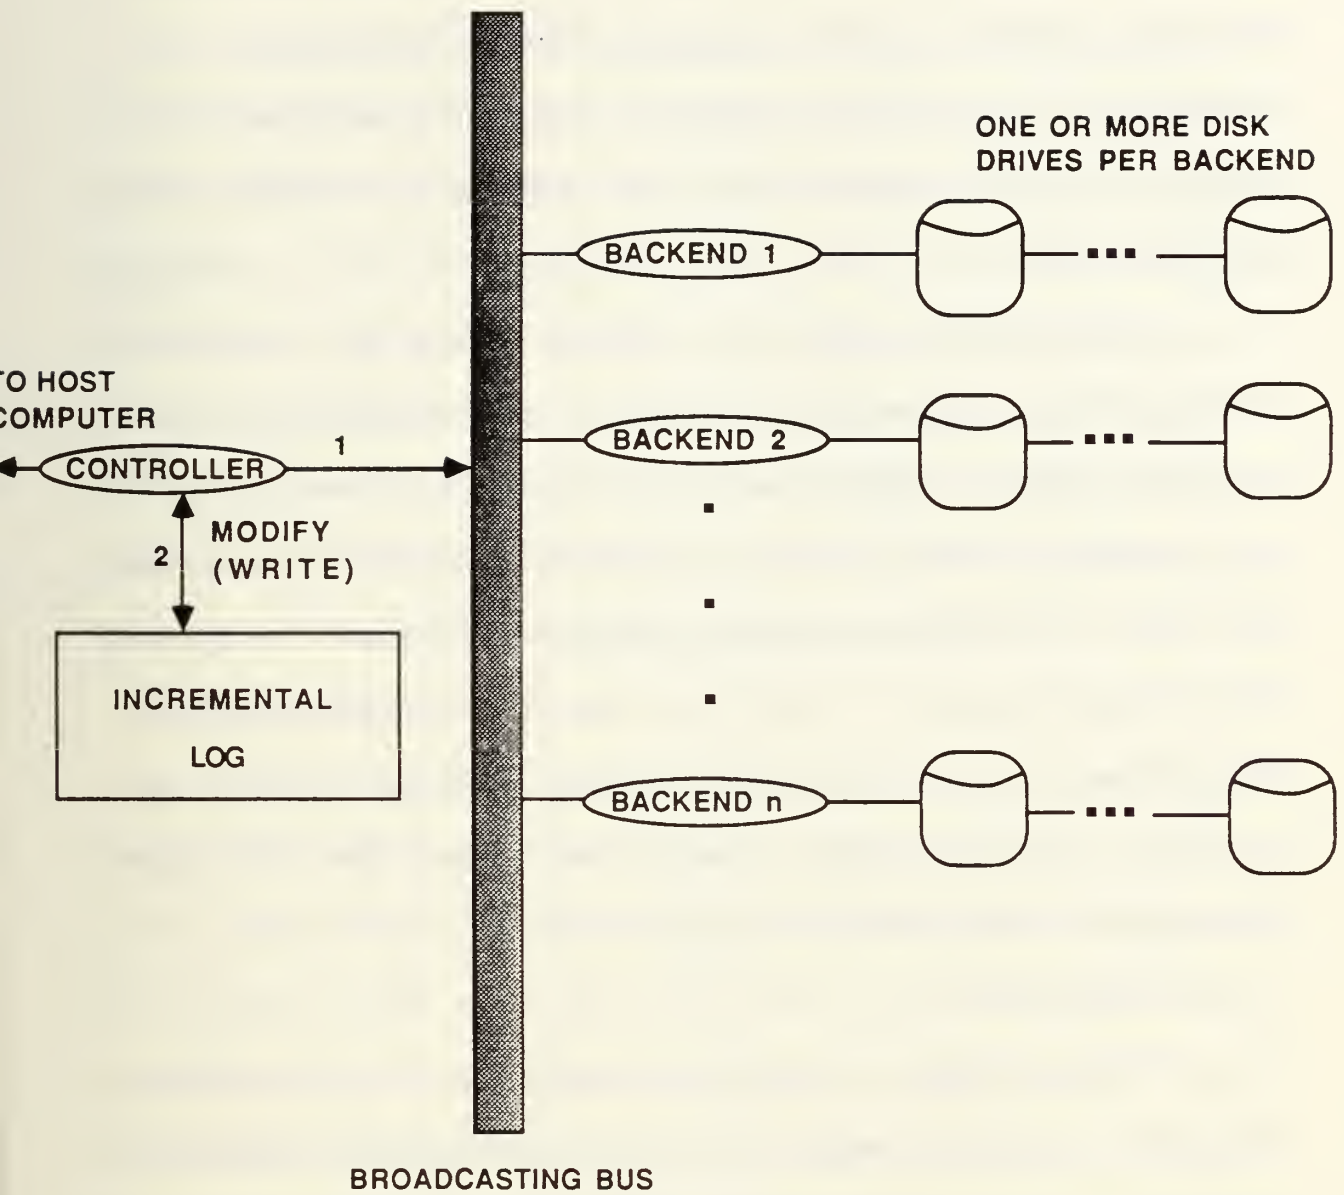 ONE OR MORE DISK
DRIVES PER BACKEND
BACKEND 1
TO HOST
COMPUTER
BACKEND 2
1
CONTROLLER
MODIFY
2
(WRITE)
INCREMENTAL
LOG
BACKEND n
BROADCASTING BUS